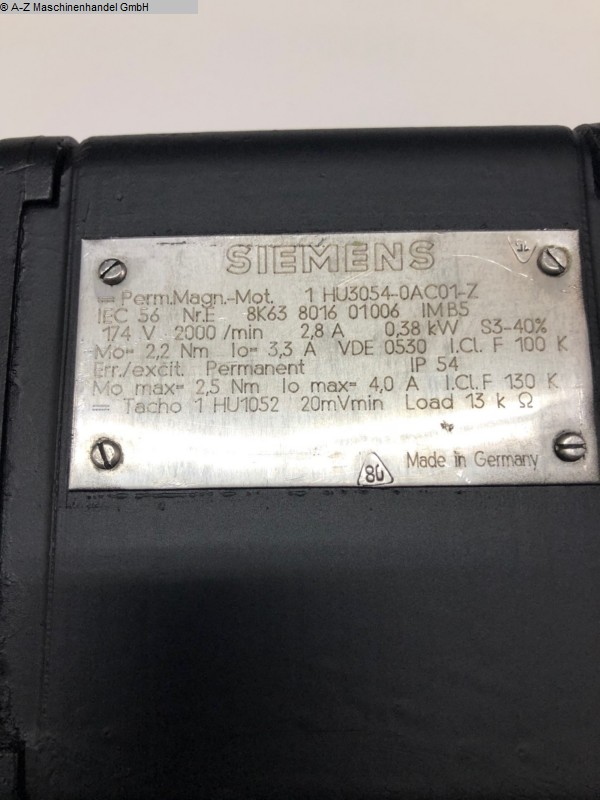 © A-Z Maschinenhandel GmbH
SIEMENS
= Perm.Magn.-Mot. 1 HU3054-0AC01-Z
IEC 56 Nr.E 8K63 8016 01006 IM B5
174 V 2000 /min 2,8 A 0,38 kW S3-40%
Mo= 2,2 Nm Io= 3,3 A VDE 0530 I.Cl. F 100 K
Err./excit. Permanent IP 54
Mo max= 2,5 Nm Io max= 4,0 A I.Cl. F 130 K
= Tacho 1 HU1052 20mVmin Load 13 k Ω
80 Made in Germany